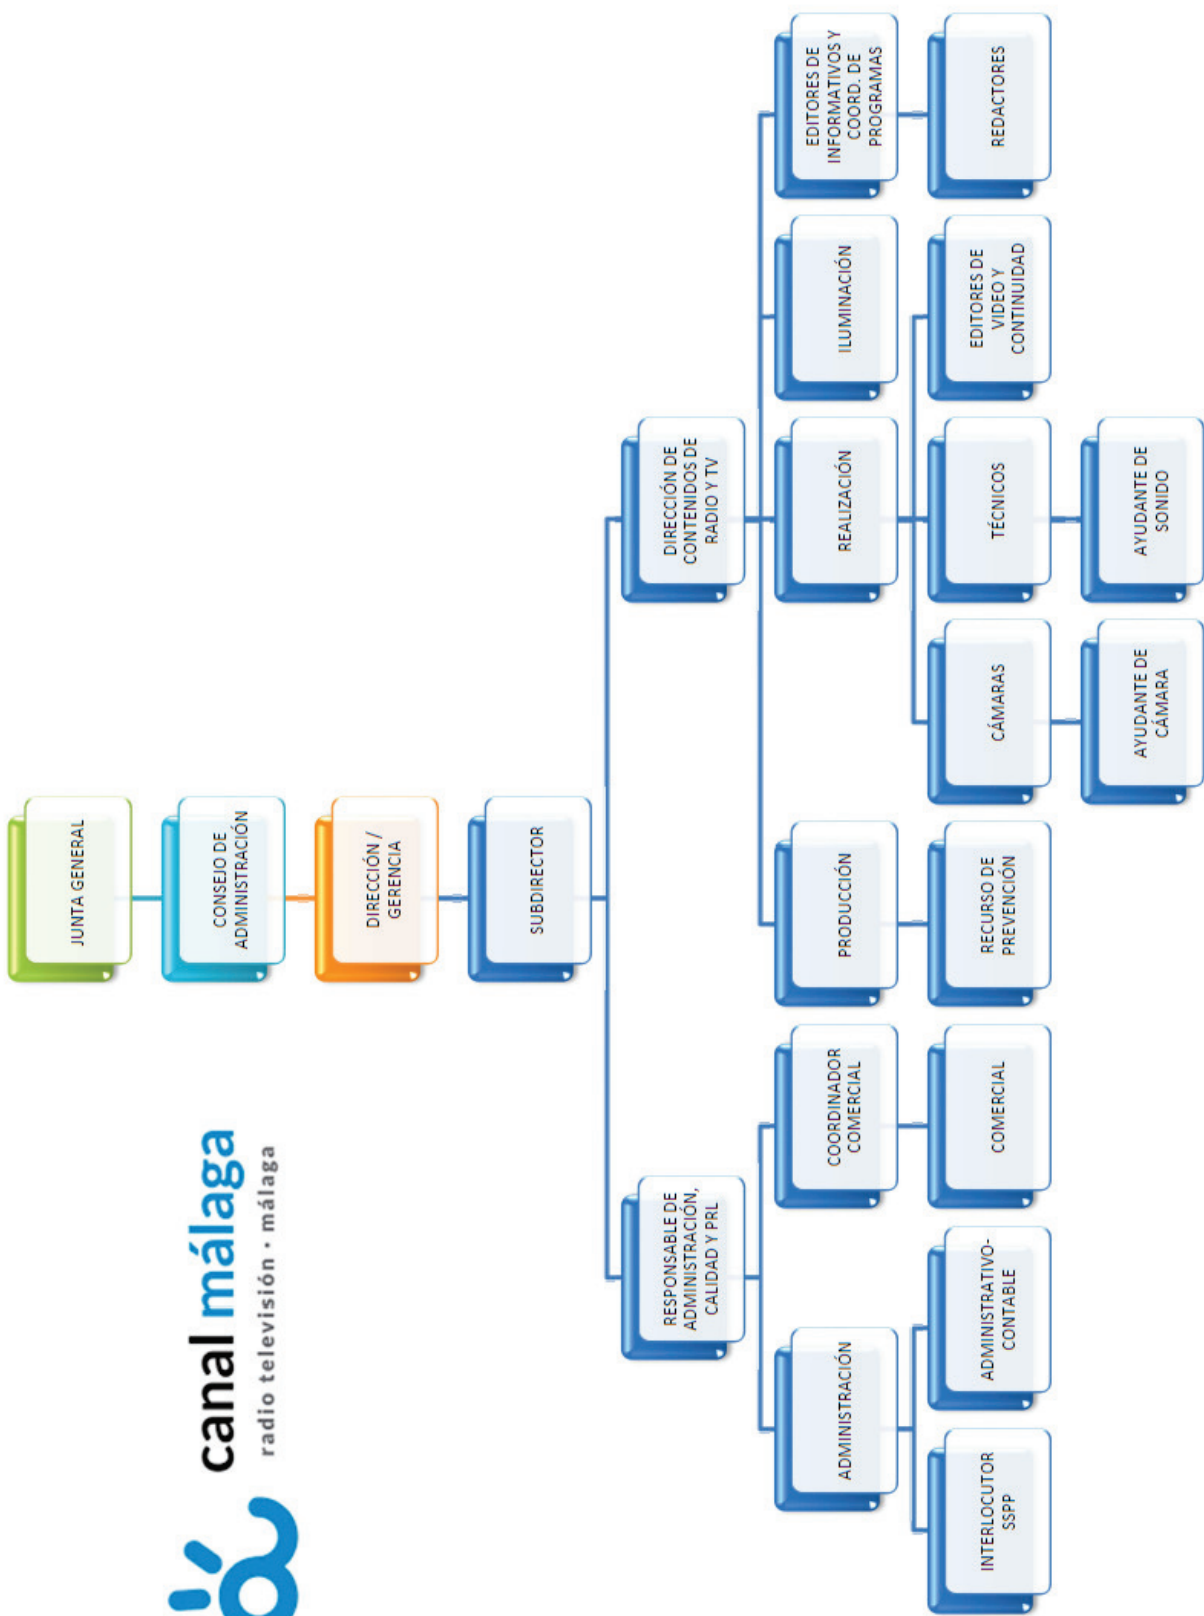 canal málaga
radio televisión · málaga
JUNTA GENERAL
CONSEJO DE
ADMINISTRACIÓN
DIRECCIÓN /
GERENCIA
SUBDIRECTOR
RESPONSABLE DE
ADMINISTRACIÓN,
CALIDAD Y PRL
DIRECCIÓN DE
CONTENIDOS DE
RADIO Y TV
ADMINISTRACIÓN
COORDINADOR
COMERCIAL
PRODUCCIÓN
REALIZACIÓN
ILUMINACIÓN
EDITORES DE
INFORMATIVOS Y
COORD. DE
PROGRAMAS
INTERLOCUTOR
SSPP
ADMINISTRATIVO-
CONTABLE
COMERCIAL
RECURSO DE
PREVENCIÓN
CÁMARAS
TÉCNICOS
EDITORES DE
VIDEO Y
CONTINUIDAD
REDACTORES
AYUDANTE DE
CÁMARA
AYUDANTE DE
SONIDO